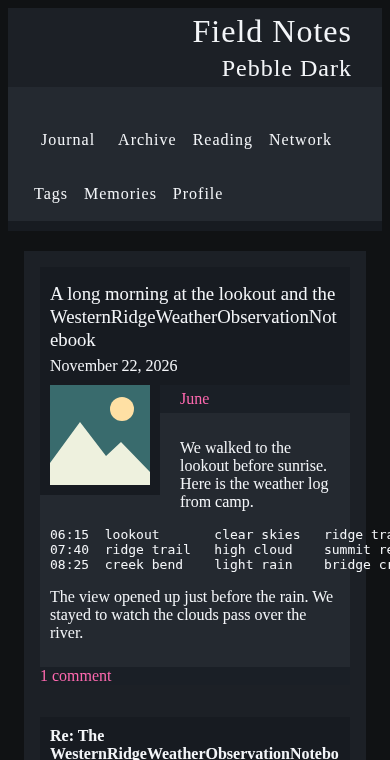 Field Notes
Pebble Dark
Journal Archive Reading Network
Tags Memories Profile
A long morning at the lookout and the
WesternRidgeWeatherObservationNot
ebook
November 22, 2026
June
We walked to the
lookout before sunrise.
Here is the weather log
from camp.
06:15 lookout clear skies ridge
07:40 ridge trail high cloud summit
08:25 creek bend light rain bridge
The view opened up just before the rain. We
stayed to watch the clouds pass over the
river.
1 comment
Re: The
WesternRidgeWeatherObservationNotebo